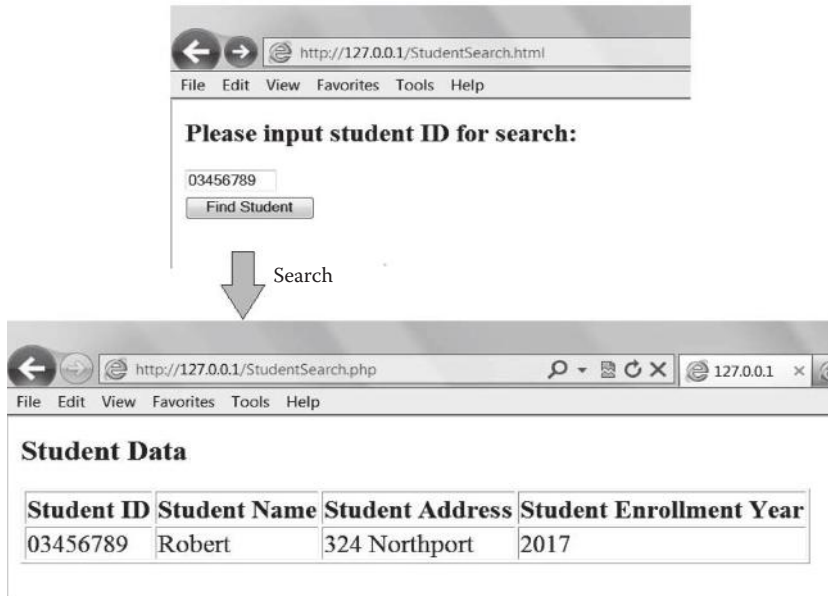 http://127.0.0.1/StudentSearch.html
File Edit View Favorites Tools Help
Please input student ID for search:
03456789
Find Student
Search
http://127.0.0.1/StudentSearch.php
127.0.0.1
File Edit View Favorites Tools Help
Student Data
Student ID Student Name Student Address Student Enrollment Year
03456789 Robert 324 Northport 2017